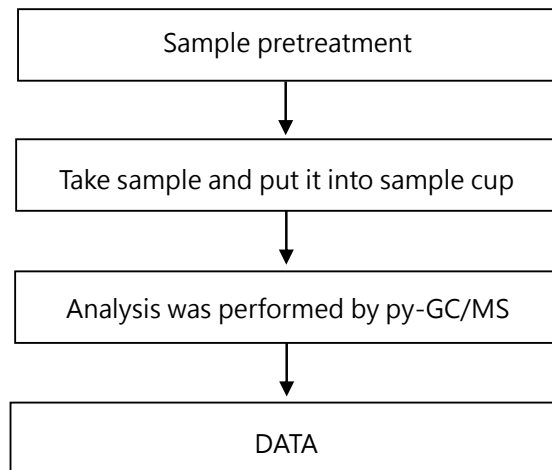 Sample pretreatment
Take sample and put it into sample cup
Analysis was performed by py-GC/MS
DATA